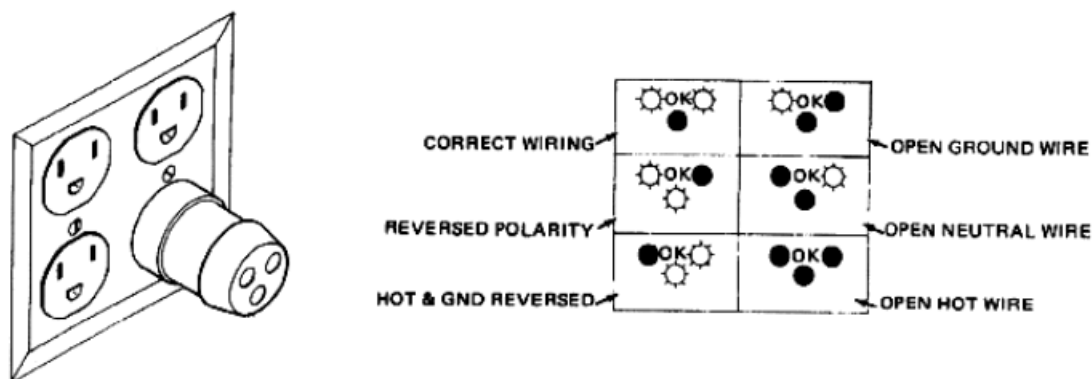 OK OK
CORRECT WIRING OPEN GROUND WIRE
OK OK
REVERSED POLARITY OPEN NEUTRAL WIRE
OK OK
HOT & GND REVERSED OPEN HOT WIRE